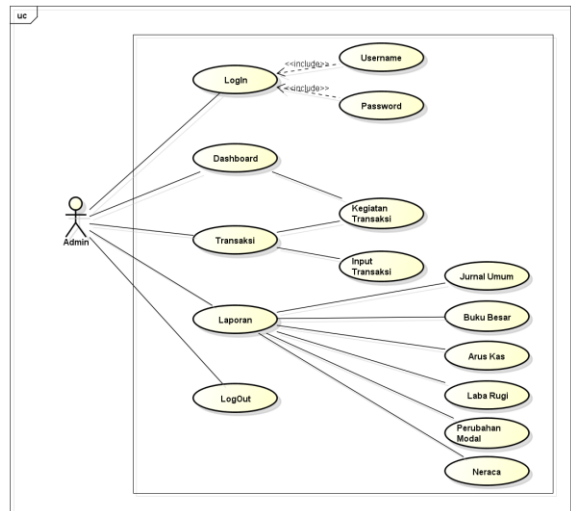 uc
Username
<<include>>
LogIn
<<include>>
Password
Dashboard
Kegiatan
Transaksi
Admin
Transaksi
Input
Transaksi
Jurnal Umum
Laporan
Buku Besar
Arus Kas
Laba Rugi
LogOut
Perubahan
Modal
Neraca